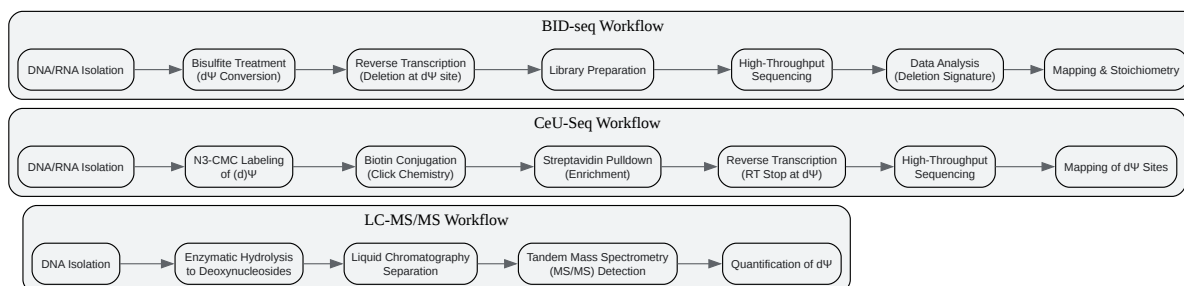 BID-seq Workflow
DNA/RNA Isolation
Bisulfite Treatment
(dΨ Conversion)
Reverse Transcription
(Deletion at dΨ site)
Library Preparation
High-Throughput
Sequencing
Data Analysis
(Deletion Signature)
Mapping & Stoichiometry
CeU-Seq Workflow
DNA/RNA Isolation
N3-CMC Labeling
of (d)Ψ
Biotin Conjugation
(Click Chemistry)
Streptavidin Pulldown
(Enrichment)
Reverse Transcription
(RT Stop at dΨ)
High-Throughput
Sequencing
Mapping of dΨ Sites
LC-MS/MS Workflow
DNA Isolation
Enzymatic Hydrolysis
to Deoxynucleosides
Liquid Chromatography
Separation
Tandem Mass Spectrometry
(MS/MS) Detection
Quantification of dΨ